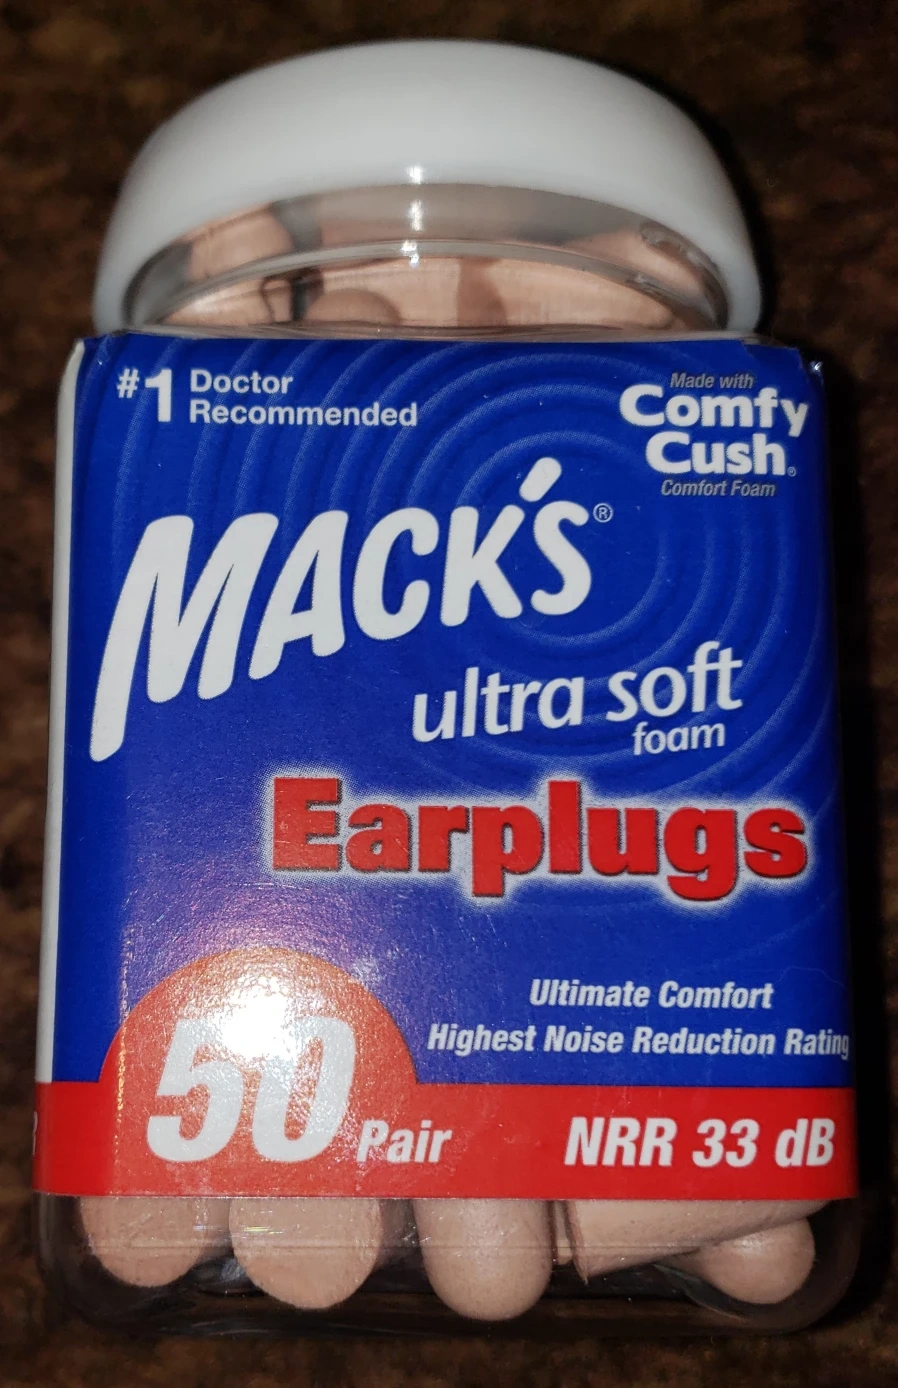 #1 Doctor
Recommended
Made with
Comfy
Cush®
Comfort Foam
MACK'S®
ultra soft
foam
Earplugs
Ultimate Comfort
Highest Noise Reduction Rating
50 Pair
NRR 33 dB